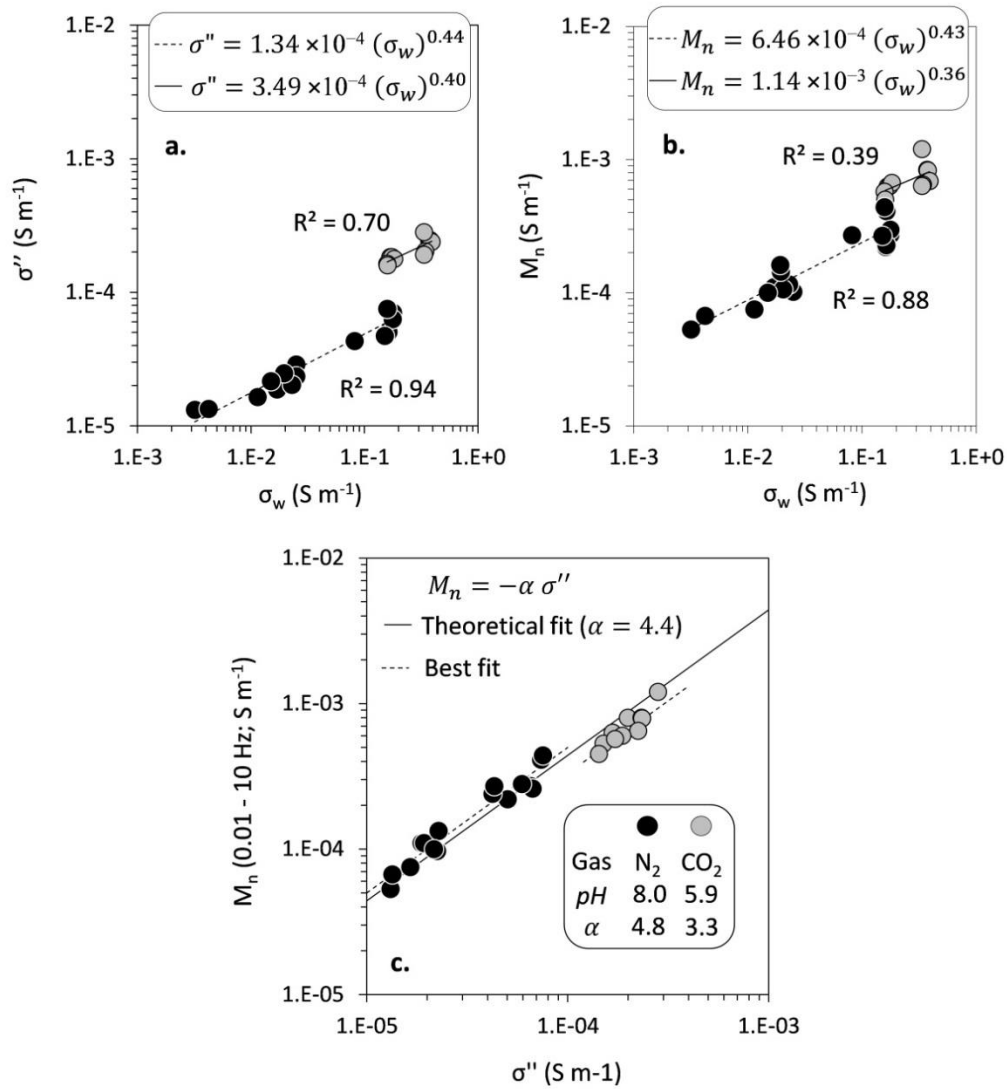 σ" = 1.34 ×10⁻⁴ (σ_w)^0.44
σ" = 3.49 ×10⁻⁴ (σ_w)^0.40
a.
R² = 0.70
R² = 0.94
σ'' (S m⁻¹)
1.E-2
1.E-3
1.E-4
1.E-5
1.E-3 1.E-2 1.E-1 1.E+0
σ_w (S m⁻¹)
M_n = 6.46 ×10⁻⁴ (σ_w)^0.43
M_n = 1.14 ×10⁻³ (σ_w)^0.36
b.
R² = 0.39
R² = 0.88
M_n (S m⁻¹)
1.E-2
1.E-3
1.E-4
1.E-5
1.E-3 1.E-2 1.E-1 1.E+0
σ_w (S m⁻¹)
M_n = −α σ''
Theoretical fit (α = 4.4)
Best fit
M_n (0.01 - 10 Hz; S m⁻¹)
1.E-02
1.E-03
1.E-04
1.E-05
Gas N₂ CO₂
pH 8.0 5.9
α 4.8 3.3
c.
1.E-05 1.E-04 1.E-03
σ'' (S m-1)